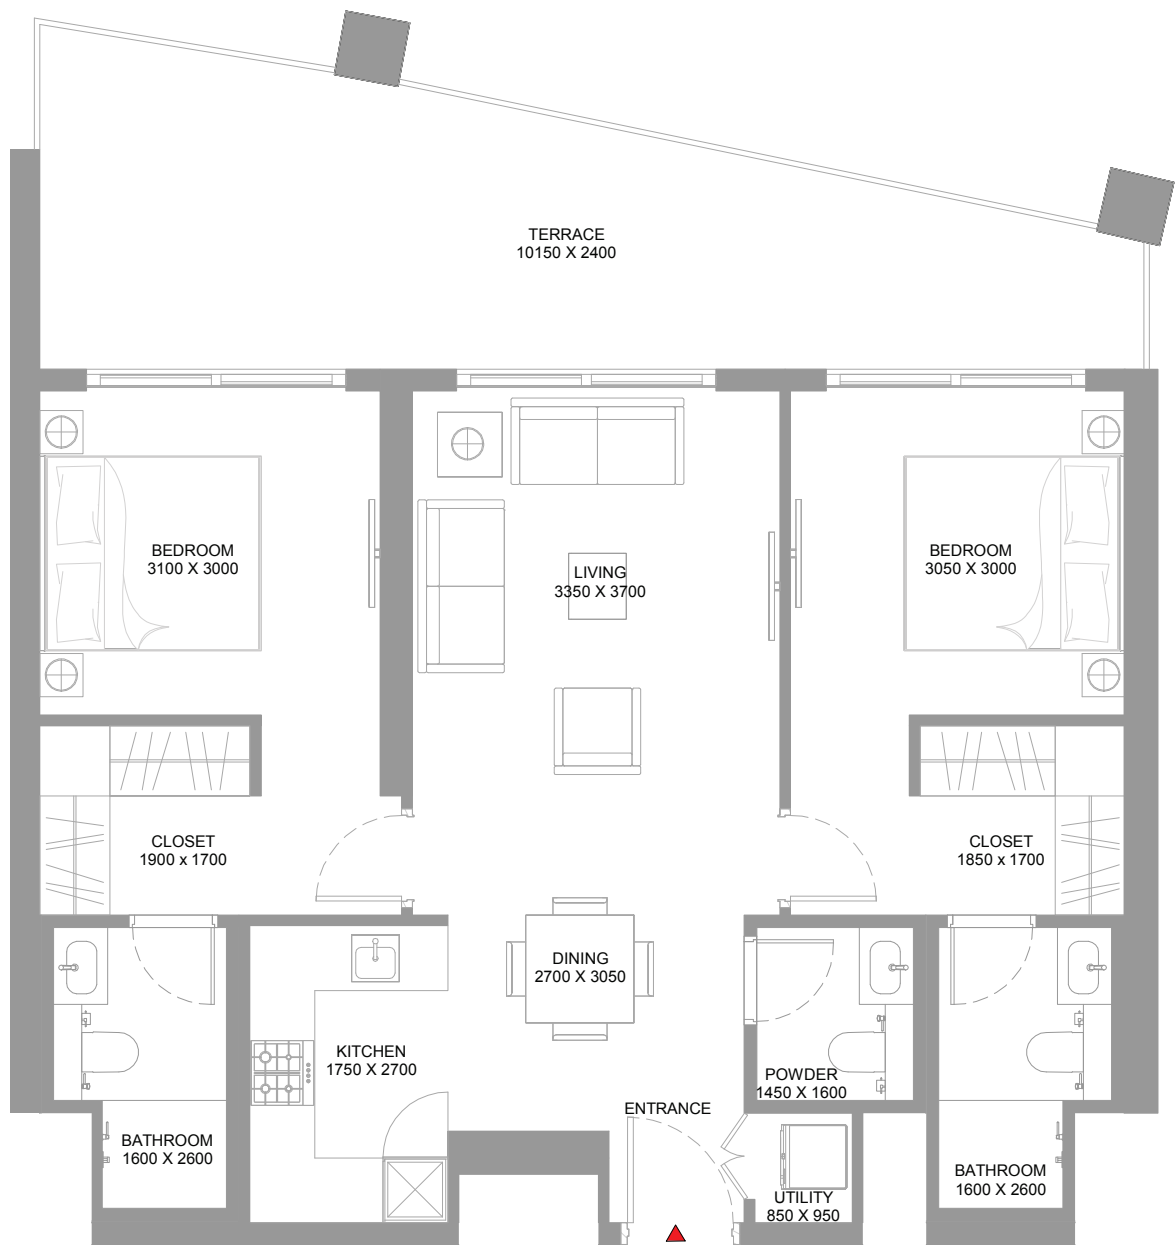 TERRACE
10150 X 2400
BEDROOM
3100 X 3000
LIVING
3350 X 3700
BEDROOM
3050 X 3000
CLOSET
1900 x 1700
CLOSET
1850 x 1700
DINING
2700 X 3050
KITCHEN
1750 X 2700
POWDER
1450 X 1600
ENTRANCE
BATHROOM
1600 X 2600
BATHROOM
1600 X 2600
UTILITY
850 X 950